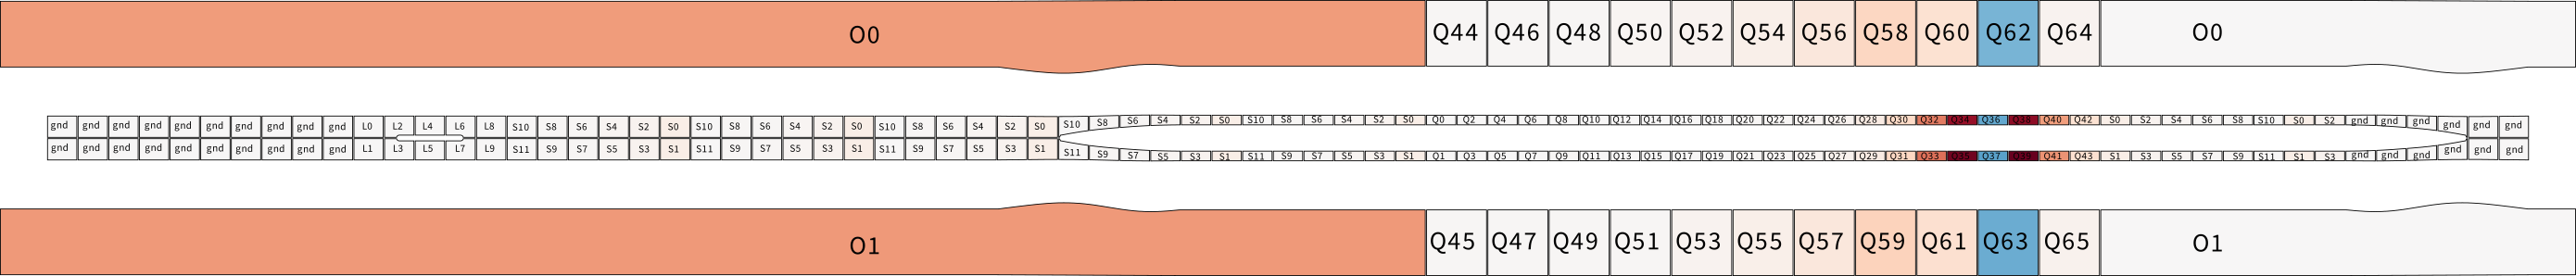 O0 Q44 Q46 Q48 Q50 Q52 Q54 Q56 Q58 Q60 Q62 Q64 O0
gnd gnd gnd gnd gnd gnd gnd gnd gnd gnd L0 L2 L4 L6 L8 S10 S8 S6 S4 S2 S0 S10 S8 S6 S4 S2 S0 S10 S8 S6 S4 S2 S0 S10 S8 S6 S4 S2 S0 S10 S8 S6 S4 S2 S0 Q0 Q2 Q4 Q6 Q8 Q10 Q12 Q14 Q16 Q18 Q20 Q22 Q24 Q26 Q28 Q30 Q32 Q34 Q36 Q38 Q40 Q42 S0 S2 S4 S6 S8 S10 S0 S2 gnd gnd gnd gnd gnd gnd
gnd gnd gnd gnd gnd gnd gnd gnd gnd gnd L1 L3 L5 L7 L9 S11 S9 S7 S5 S3 S1 S11 S9 S7 S5 S3 S1 S11 S9 S7 S5 S3 S1 S11 S9 S7 S5 S3 S1 S11 S9 S7 S5 S3 S1 Q1 Q3 Q5 Q7 Q9 Q11 Q13 Q15 Q17 Q19 Q21 Q23 Q25 Q27 Q29 Q31 Q33 Q35 Q37 Q39 Q41 Q43 S1 S3 S5 S7 S9 S11 S1 S3 gnd gnd gnd gnd gnd gnd
O1 Q45 Q47 Q49 Q51 Q53 Q55 Q57 Q59 Q61 Q63 Q65 O1